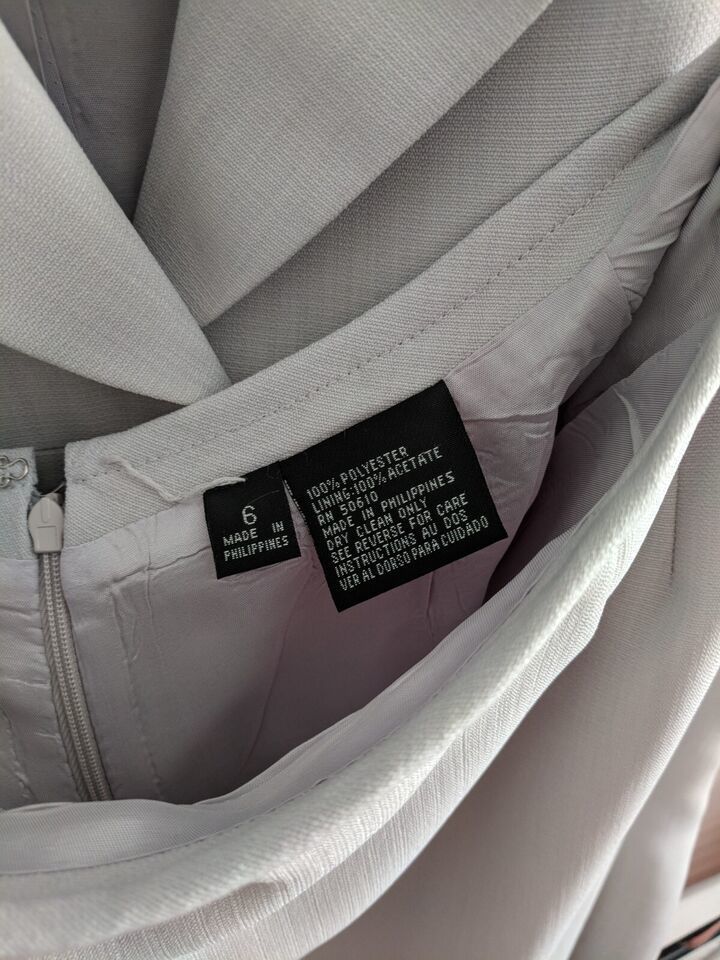 6
MADE IN
PHILIPPINES
100% POLYESTER
LINING:100% ACETATE
RN 50610
MADE IN PHILIPPINES
DRY CLEAN ONLY
SEE REVERSE FOR CARE
INSTRUCTIONS AU DOS
VER AL DORSO PARA CUIDADO